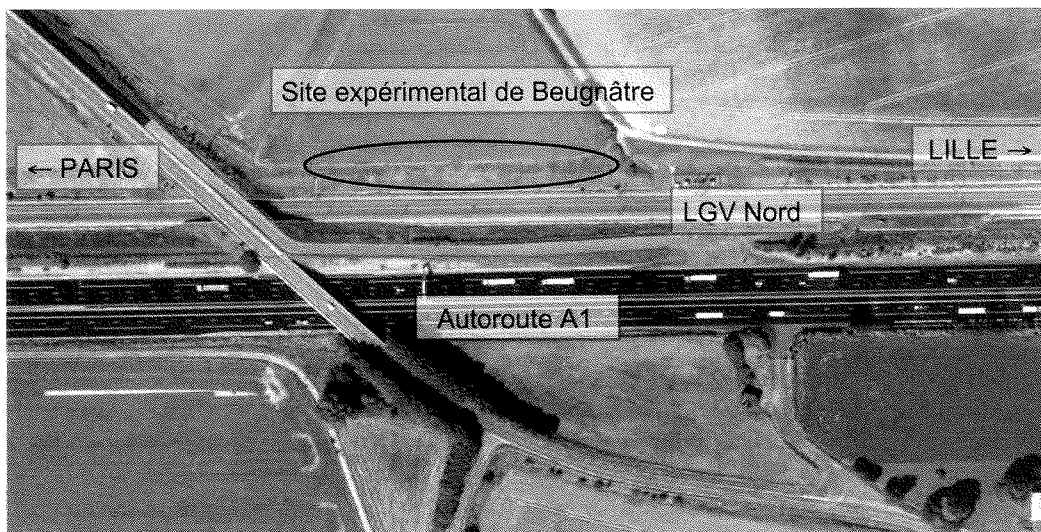 Site expérimental de Beugnâtre
← PARIS
LILLE →
LGV Nord
Autoroute A1